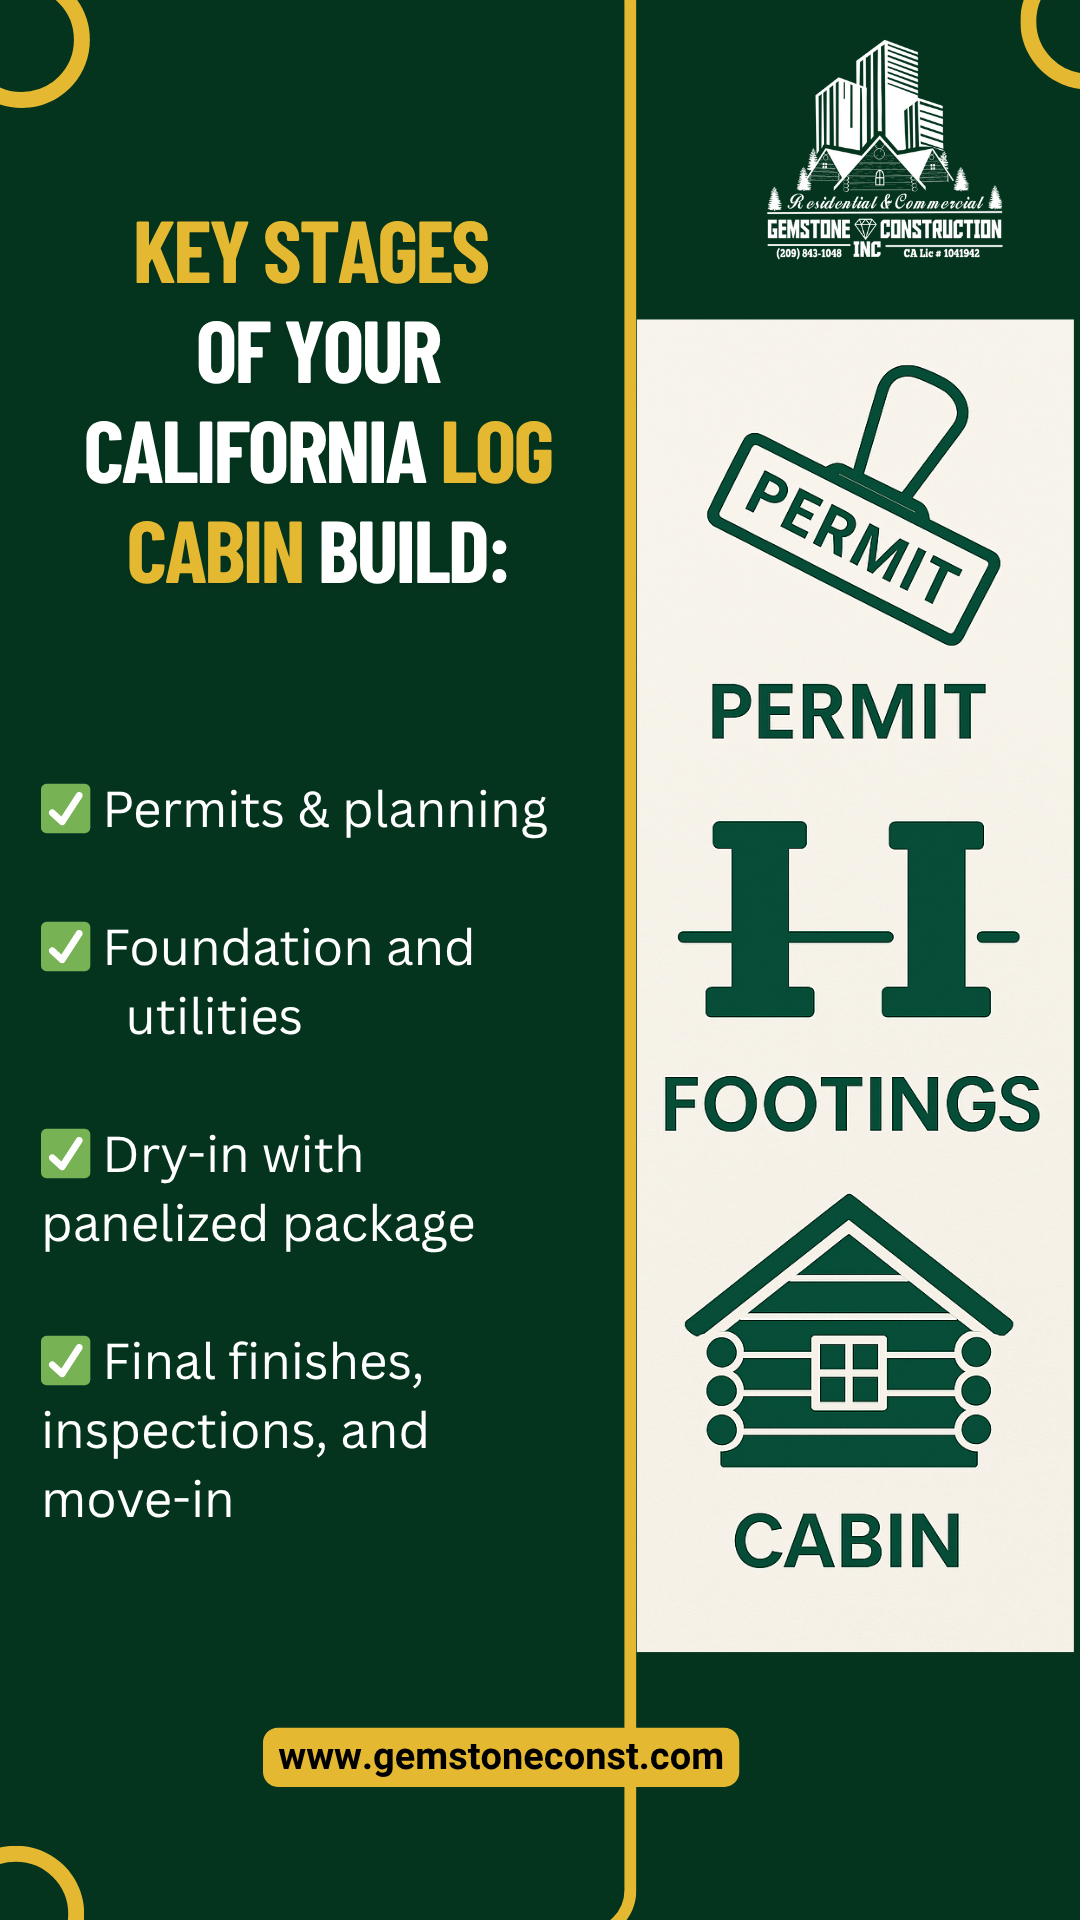 KEY STAGES
OF YOUR
CALIFORNIA LOG
CABIN BUILD:
✅ Permits & planning
✅ Foundation and
utilities
✅ Dry-in with
panelized package
✅ Final finishes,
inspections, and
move-in
Residential & Commercial
GEMSTONE CONSTRUCTION
(209) 843-1048 INC CA Lic # 1041942
PERMIT
PERMIT
FOOTINGS
CABIN
www.gemstoneconst.com